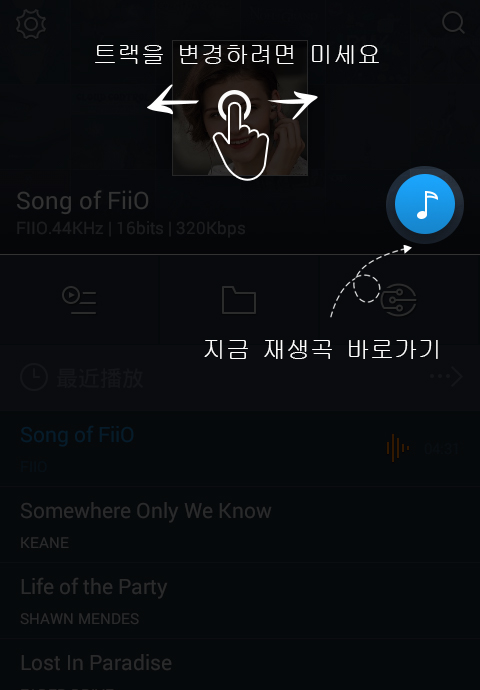 트랙을 변경하려면 미세요
Song of FiiO
FIIO.44KHz | 16bits | 320Kbps
지금 재생곡 바로가기
最近播放
Song of FiiO
FIIO
04:01
Somewhere Only We Know
KEANE
Life of the Party
SHAWN MENDES
Lost In Paradise